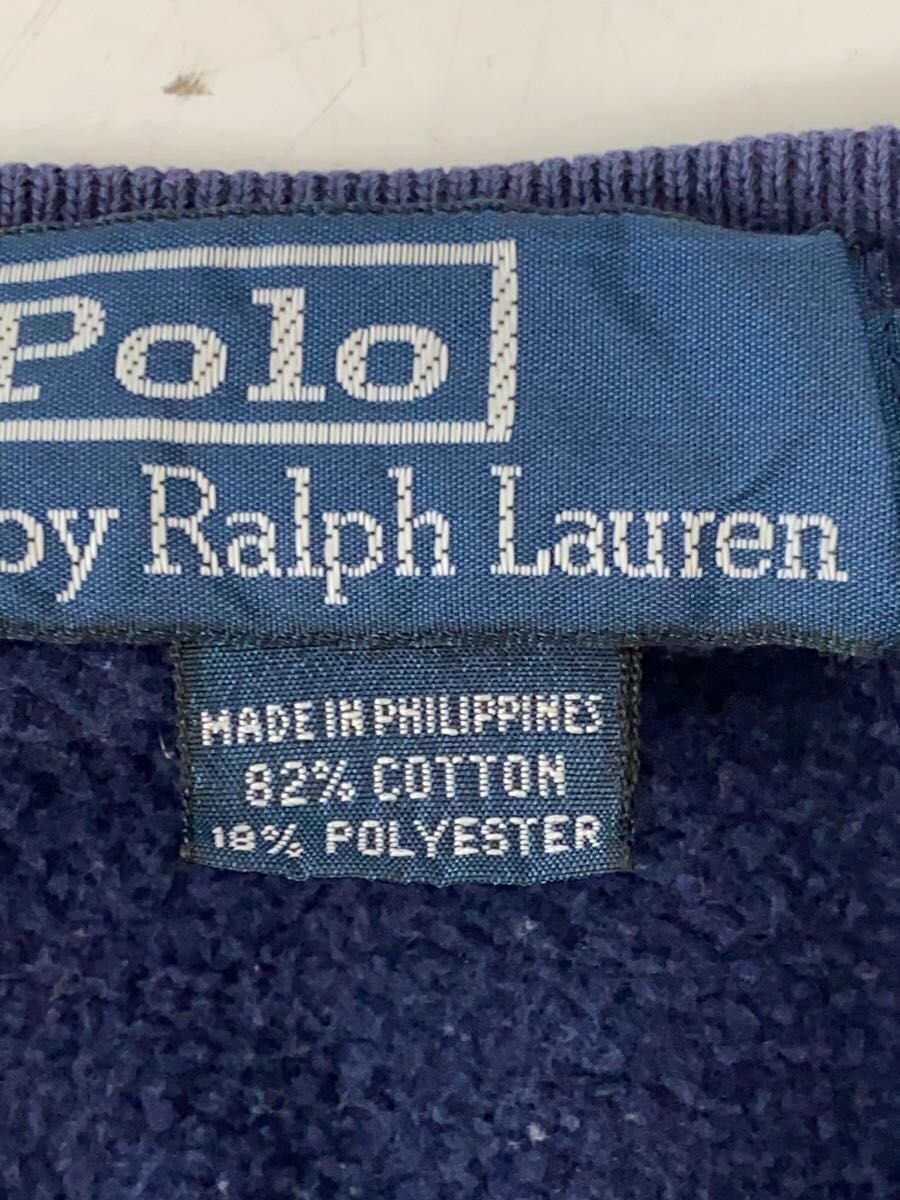 Polo
by Ralph Lauren
MADE IN PHILIPPINES
82% COTTON
18% POLYESTER